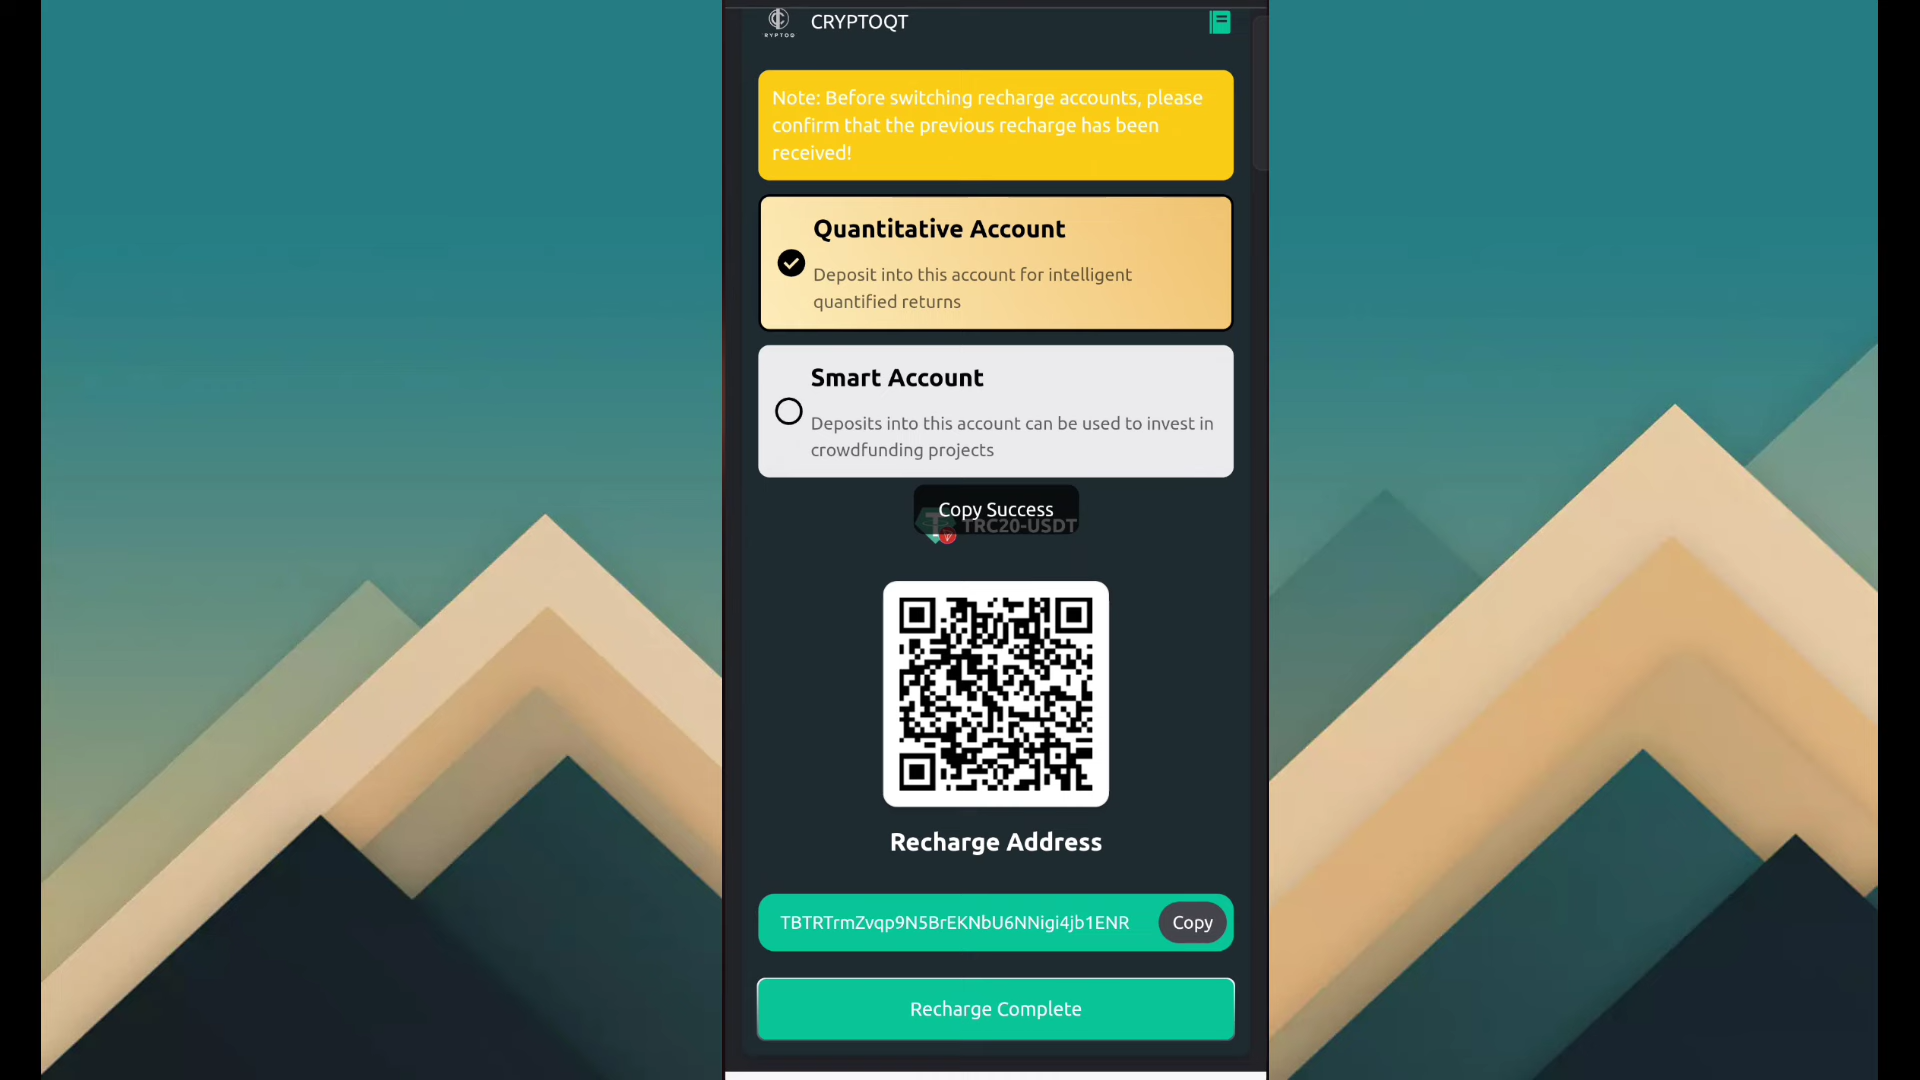 RYPTOQ
CRYPTOQT
Note: Before switching recharge accounts, please
confirm that the previous recharge has been
received!
Quantitative Account
Deposit into this account for intelligent
quantified returns
Smart Account
Deposits into this account can be used to invest in
crowdfunding projects
Copy Success
TRC20-USDT
Recharge Address
TBTRTrmZvqp9N5BrEKNbU6NNigi4jb1ENR
Copy
Recharge Complete